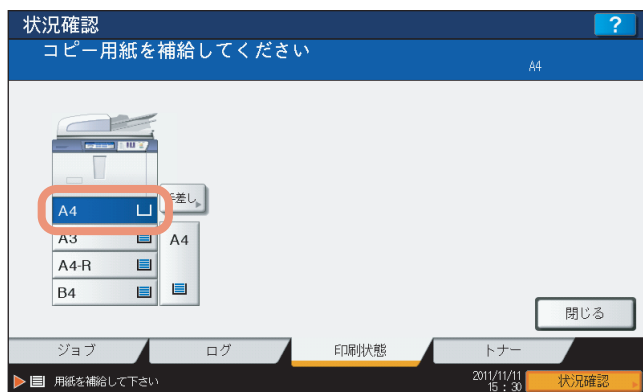 状況確認
?
コピー用紙を補給してください
A4
手差し
A4
A3
A4
A4-R
B4
閉じる
ジョブ
ログ
印刷状態
トナー
用紙を補給して下さい
2011/11/11
15 : 30
状況確認